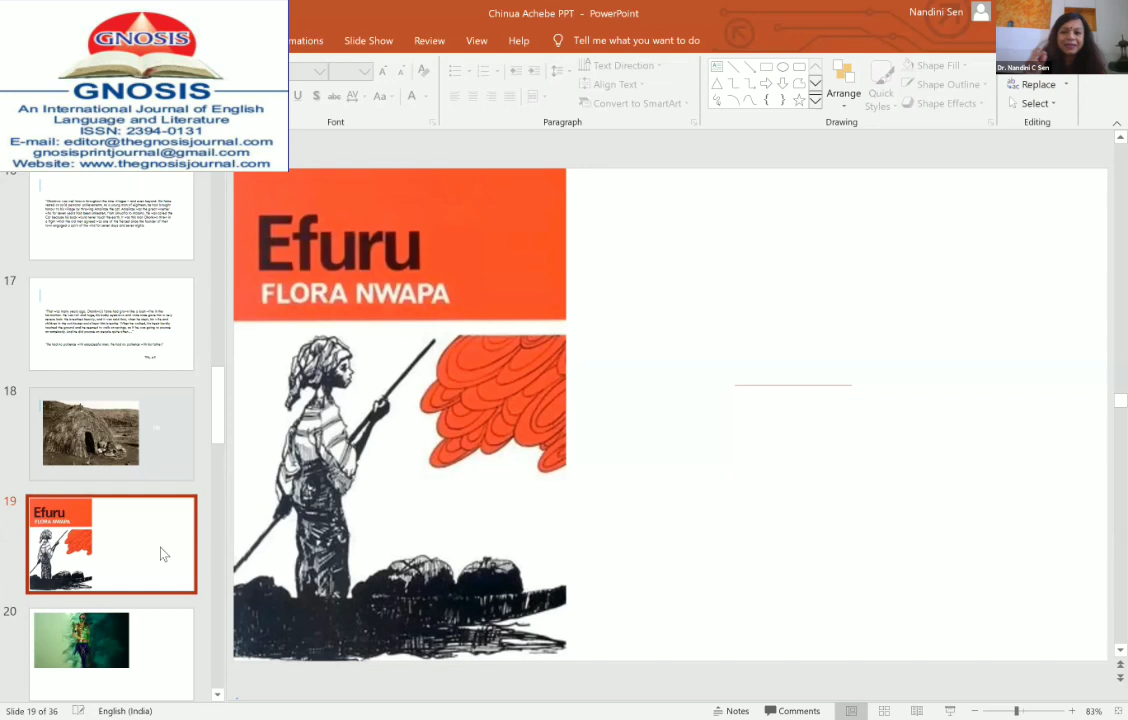 Chinua Achebe PPT - PowerPoint
Nandini Sen
mations
Slide Show
Review
View
Help
Tell me what you want to do
GNOSIS
GNOSIS
An International Journal of English
Language and Literature
ISSN: 2394-0131
E-mail: editor@thegnosisjournal.com
gnosisprintjournal@gmail.com
Website: www.thegnosisjournal.com
Dr. Nandini C Sen
U S abc AV Aa A
Text Direction
Align Text
Convert to SmartArt
Arrange
Quick
Styles
Shape Fill
Shape Outline
Shape Effects
Replace
Select
Font
Paragraph
Drawing
Editing
17
18
19
Efuru
FLORA NWAPA
20
Efuru
FLORA NWAPA
Slide 19 of 36
English (India)
Notes
Comments
83%